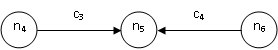 c₃ c₄
n₄ n₅ n₆